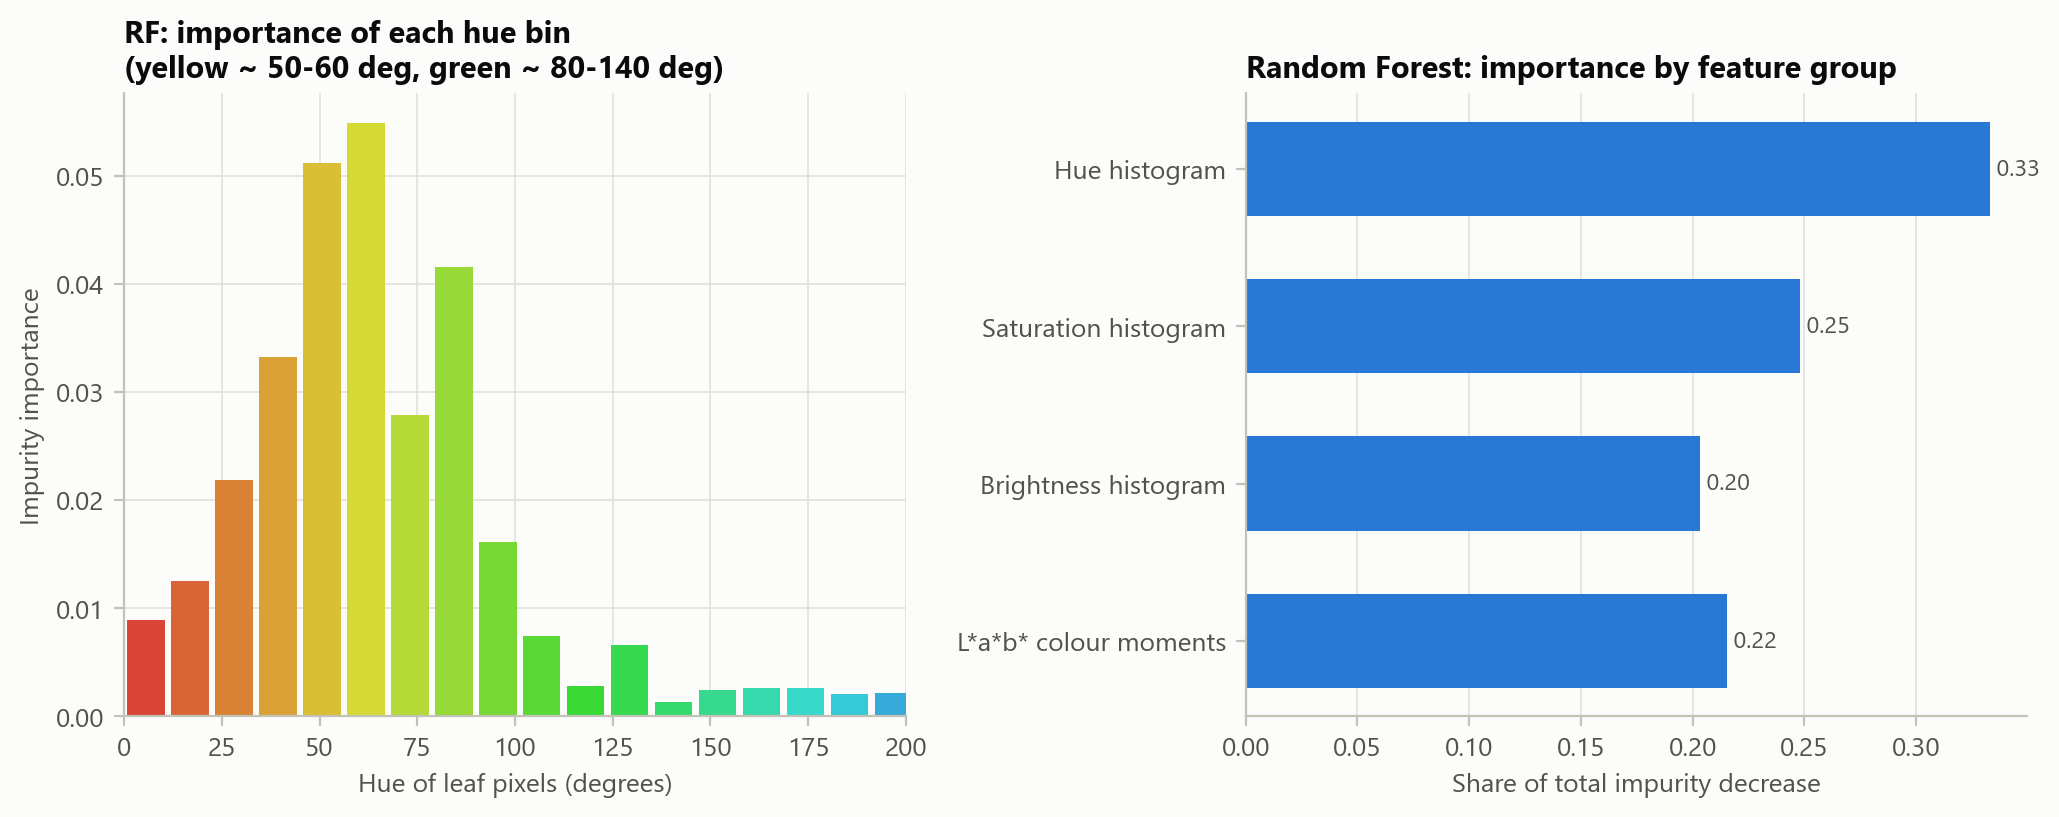 RF: importance of each hue bin
(yellow ~ 50-60 deg, green ~ 80-140 deg)
Impurity importance
0.05
0.04
0.03
0.02
0.01
0.00
0 25 50 75 100 125 150 175 200
Hue of leaf pixels (degrees)
Random Forest: importance by feature group
Hue histogram 0.33
Saturation histogram 0.25
Brightness histogram 0.20
L*a*b* colour moments 0.22
0.00 0.05 0.10 0.15 0.20 0.25 0.30
Share of total impurity decrease